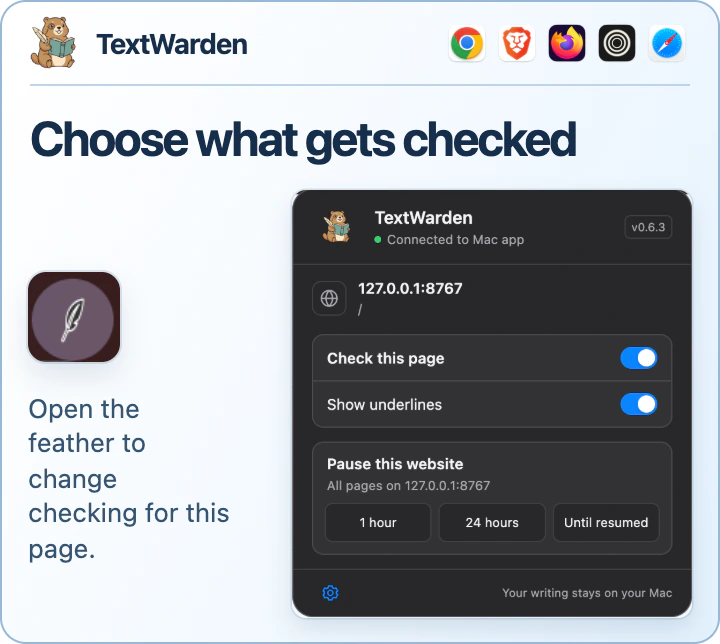 TextWarden
Choose what gets checked
TextWarden
Connected to Mac app
v0.6.3
127.0.0.1:8767
/
Check this page
Show underlines
Pause this website
All pages on 127.0.0.1:8767
1 hour
24 hours
Until resumed
Your writing stays on your Mac
Open the
feather to
change
checking for this
page.